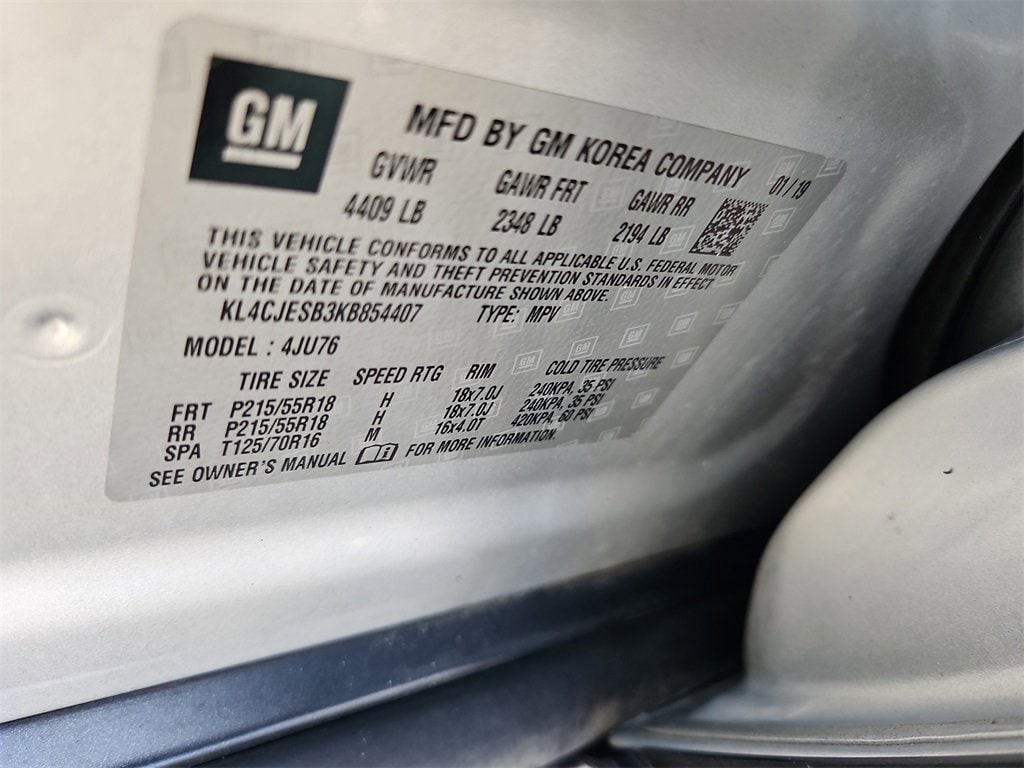 GM
MFD BY GM KOREA COMPANY 01/19
GVWR GAWR FRT GAWR RR
4409 LB 2348 LB 2194 LB
THIS VEHICLE CONFORMS TO ALL APPLICABLE U.S. FEDERAL MOTOR
VEHICLE SAFETY AND THEFT PREVENTION STANDARDS IN EFFECT
ON THE DATE OF MANUFACTURE SHOWN ABOVE.
KL4CJESB3KB854407 TYPE: MPV
MODEL : 4JU76
TIRE SIZE SPEED RTG RIM COLD TIRE PRESSURE
FRT P215/55R18 H 18x7.0J 240KPA, 35 PSI
RR P215/55R18 H 18x7.0J 240KPA, 35 PSI
SPA T125/70R16 M 16x4.0T 420KPA, 60 PSI
SEE OWNER'S MANUAL i FOR MORE INFORMATION.